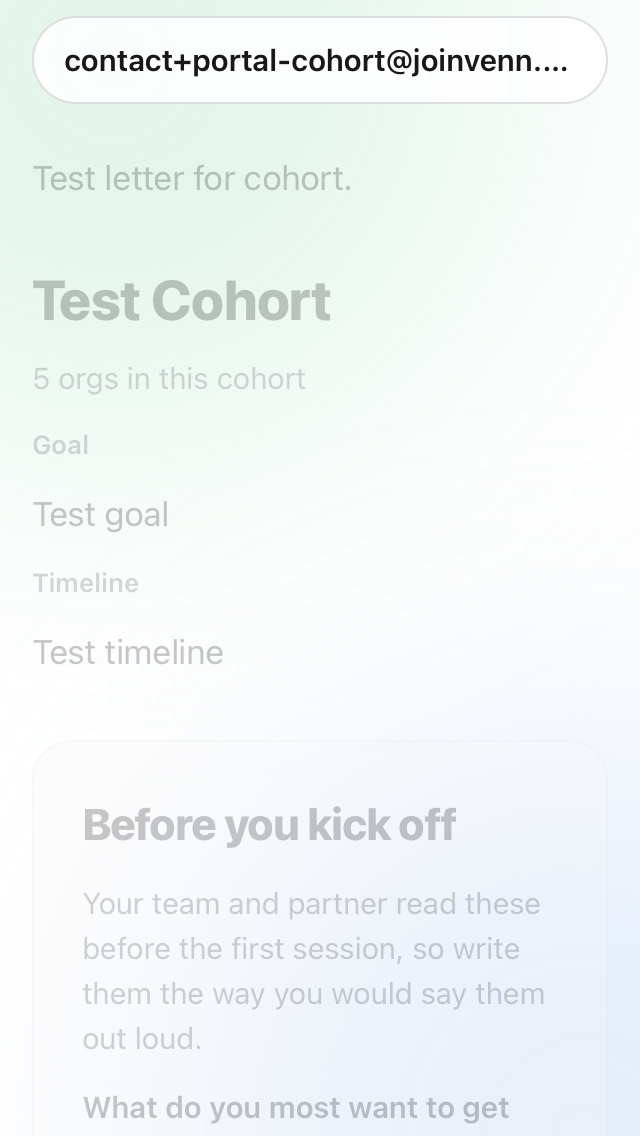 contact+portal-cohort@joinvenn....
Test letter for cohort.
Test Cohort
5 orgs in this cohort
Goal
Test goal
Timeline
Test timeline
Before you kick off
Your team and partner read these
before the first session, so write
them the way you would say them
out loud.
What do you most want to get